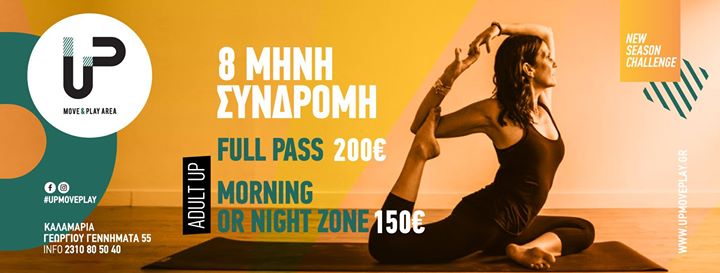 UP
MOVE & PLAY AREA
#UPMOVEPLAY
ΚΑΛΑΜΑΡΙΑ
ΓΕΩΡΓΙΟΥ ΓΕΝΝΗΜΑΤΑ 55
INFO 2310 80 50 40
8 ΜΗΝΗ
ΣΥΝΔΡΟΜΗ
ADULT UP
FULL PASS 200€
MORNING
OR NIGHT ZONE 150€
NEW
SEASON
CHALLENGE
WWW.UPMOVEPLAY.GR